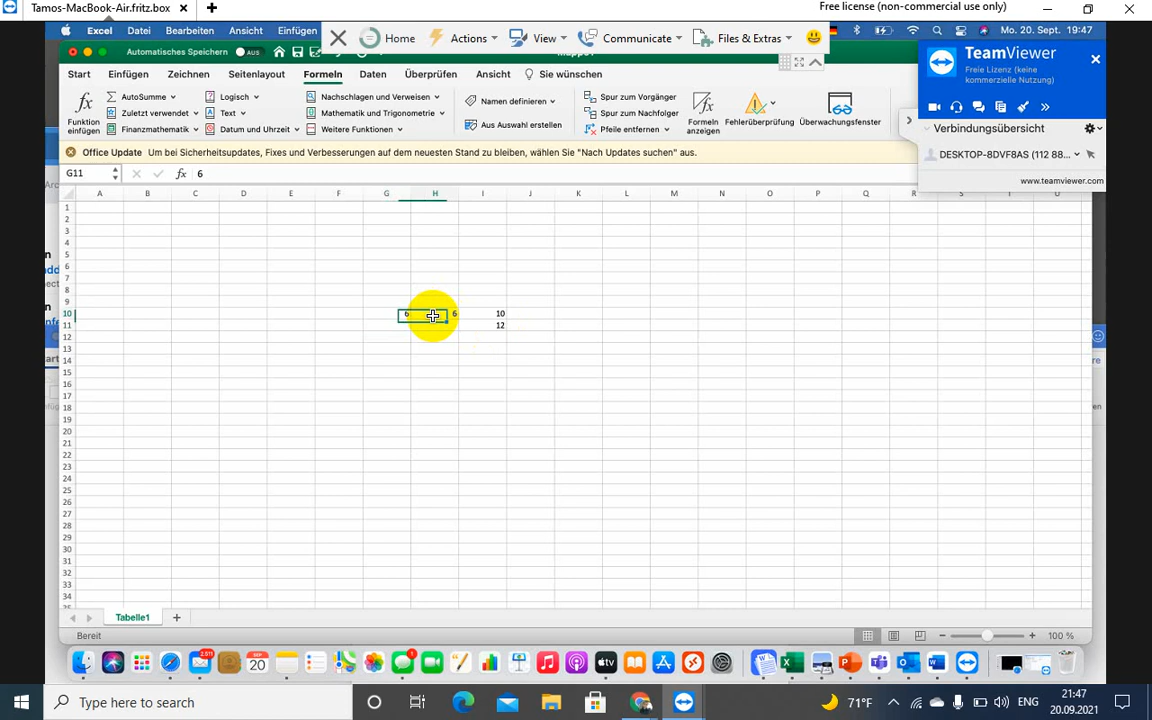 Tamos-MacBook-Air.fritz.box
Free license (non-commercial use only)
Excel Datei Bearbeiten Ansicht Einfügen
Home Actions View Communicate Files & Extras
Mo. 20. Sept. 19:47
Automatisches Speichern AUS
TeamViewer
Freie Lizenz (keine
kommerzielle Nutzung)
Start Einfügen Zeichnen Seitenlayout Formeln Daten Überprüfen Ansicht Sie wünschen
AutoSumme Logisch Nachschlagen und Verweisen Namen definieren Spur zum Vorgänger
Zuletzt verwendet Text Mathematik und Trigonometrie Spur zum Nachfolger
Finanzmathematik Datum und Uhrzeit Weitere Funktionen Aus Auswahl erstellen Pfeile entfernen
Funktion
einfügen
Formeln
anzeigen
Fehlerüberprüfung
Überwachungsfenster
Verbindungsübersicht
DESKTOP-8DVF8AS (112 88...
www.teamviewer.com
Office Update Um bei Sicherheitsupdates, Fixes und Verbesserungen auf dem neuesten Stand zu bleiben, wählen Sie "Nach Updates suchen" aus.
G11 fx 6
A B C D E F G H I J K L M N O P Q R S T U
1
2
3
4
5
6
7
8
9
10 6 6 10
11 12
12
13
14
15
16
17
18
19
20
21
22
23
24
25
26
27
28
29
30
31
32
33
34
Tabelle1
Bereit
100 %
2.511
SEP
20
tv
Type here to search
71°F
ENG
21:47
20.09.2021